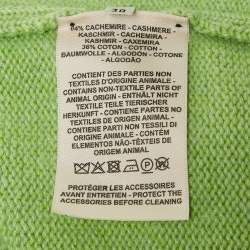 38
64% CACHEMIRE - CASHMERE
KASCHMIR - CACHEMIRA
KASHMIR - CAXEMIRA
36% COTON - COTTON
BAUMWOLLE - ALGODON - COTONE
- ALGODÃO
CONTIENT DES PARTIES NON
TEXTILES D'ORIGINE ANIMALE -
CONTAINS NON-TEXTILE PARTS OF
ANIMAL ORIGIN - ENTHÄLT NICHT
TEXTILE TEILE TIERISCHER
HERKUNFT - CONTIENE PARTES NO
TEXTILES DE ORIGEN ANIMAL -
CONTIENE PARTI NON TESSILI
DI ORIGINE ANIMALE - CONTÉM
ELEMENTOS NÃO-TÊXTEIS DE
ORIGEM ANIMAL
PROTÉGER LES ACCESSOIRES
AVANT ENTRETIEN - PROTECT THE
ACCESSORIES BEFORE CLEANING